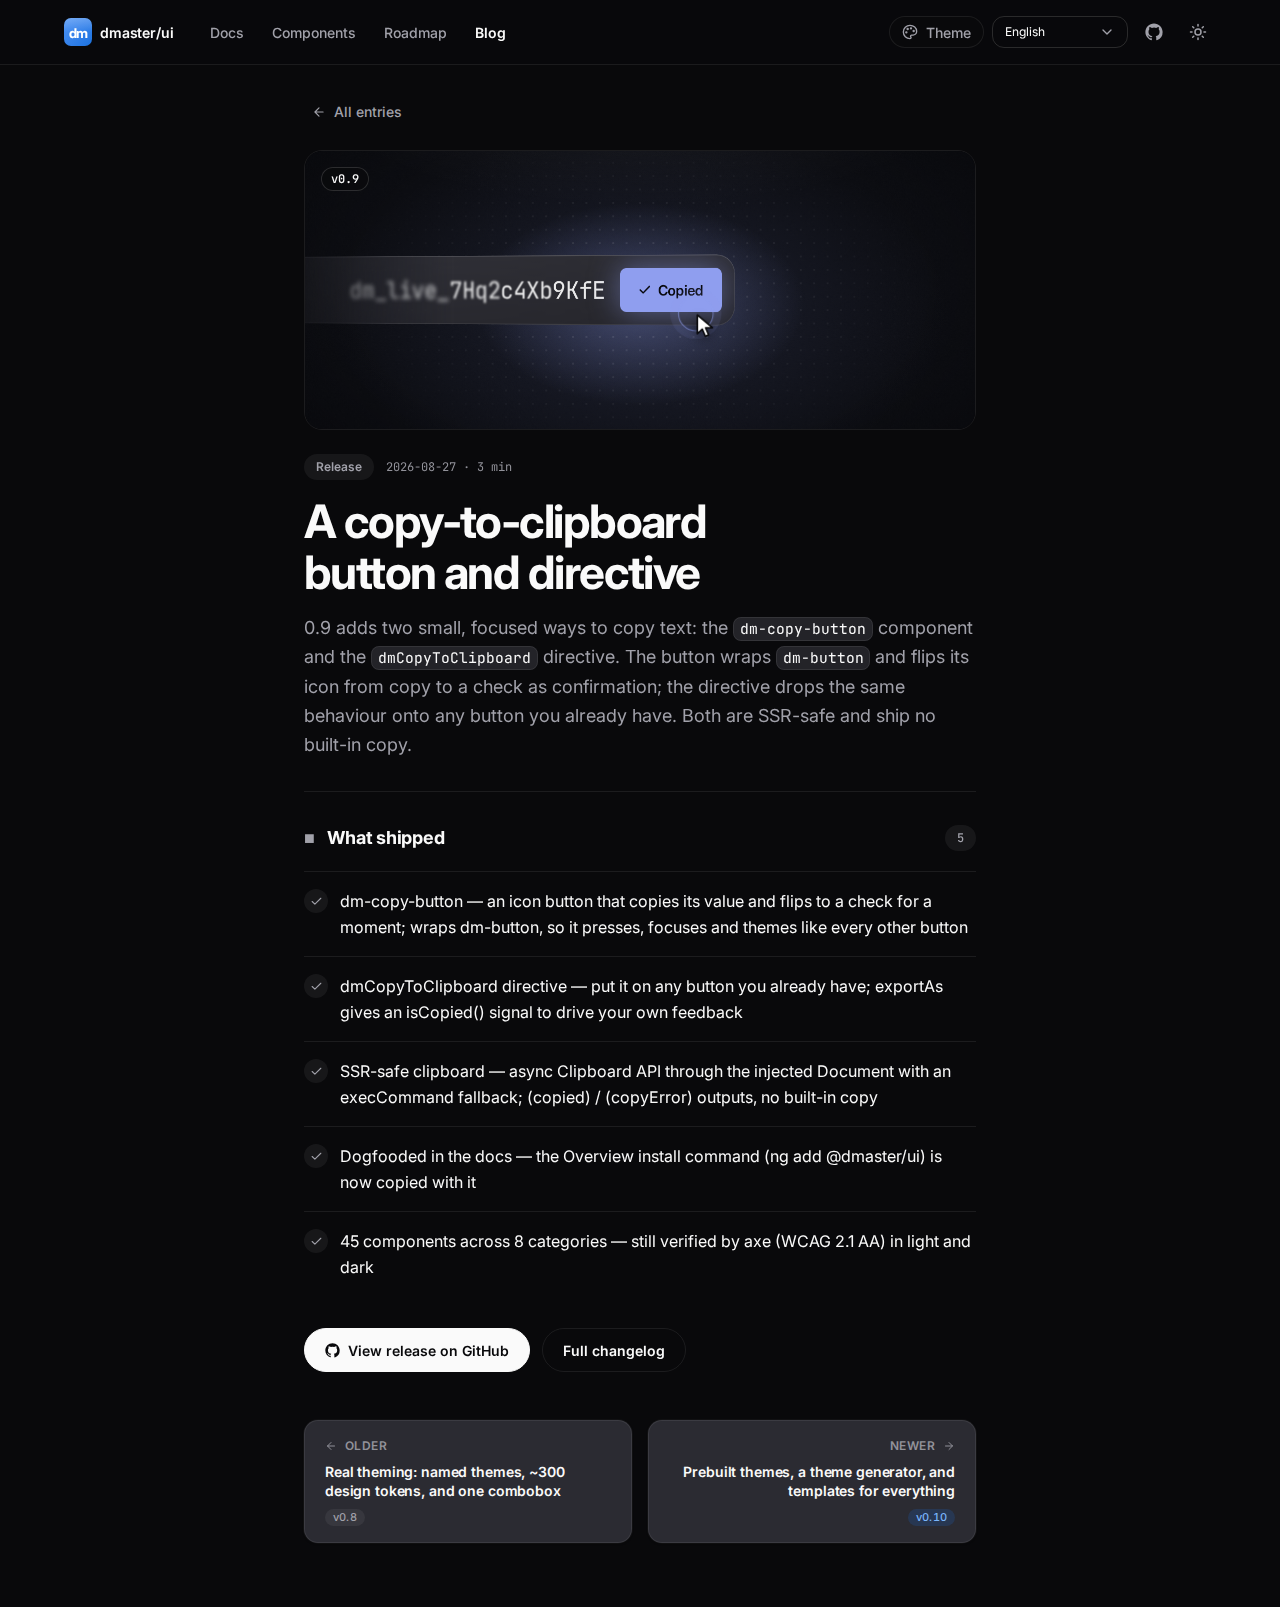 dm dmaster/ui Docs Components Roadmap Blog Theme English
All entries
v0.9
dm_live_7Hq2c4Xb9KfE Copied
Release 2026-08-27 · 3 min
A copy-to-clipboard
button and directive
0.9 adds two small, focused ways to copy text: the dm-copy-button component
and the dmCopyToClipboard directive. The button wraps dm-button and flips its
icon from copy to a check as confirmation; the directive drops the same
behaviour onto any button you already have. Both are SSR-safe and ship no
built-in copy.
What shipped 5
dm-copy-button — an icon button that copies its value and flips to a check for a
moment; wraps dm-button, so it presses, focuses and themes like every other button
dmCopyToClipboard directive — put it on any button you already have; exportAs
gives an isCopied() signal to drive your own feedback
SSR-safe clipboard — async Clipboard API through the injected Document with an
execCommand fallback; (copied) / (copyError) outputs, no built-in copy
Dogfooded in the docs — the Overview install command (ng add @dmaster/ui) is
now copied with it
45 components across 8 categories — still verified by axe (WCAG 2.1 AA) in light and
dark
View release on GitHub Full changelog
OLDER
Real theming: named themes, ~300
design tokens, and one combobox
v0.8
NEWER
Prebuilt themes, a theme generator, and
templates for everything
v0.10